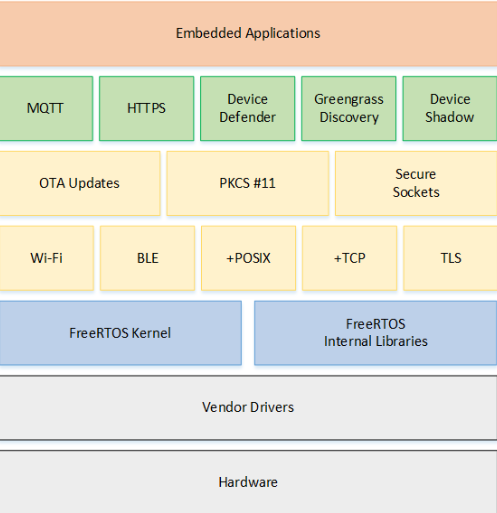 Embedded Applications
MQTT
HTTPS
Device
Defender
Greengrass
Discovery
Device
Shadow
OTA Updates
PKCS #11
Secure
Sockets
Wi-Fi
BLE
+POSIX
+TCP
TLS
FreeRTOS Kernel
FreeRTOS
Internal Libraries
Vendor Drivers
Hardware